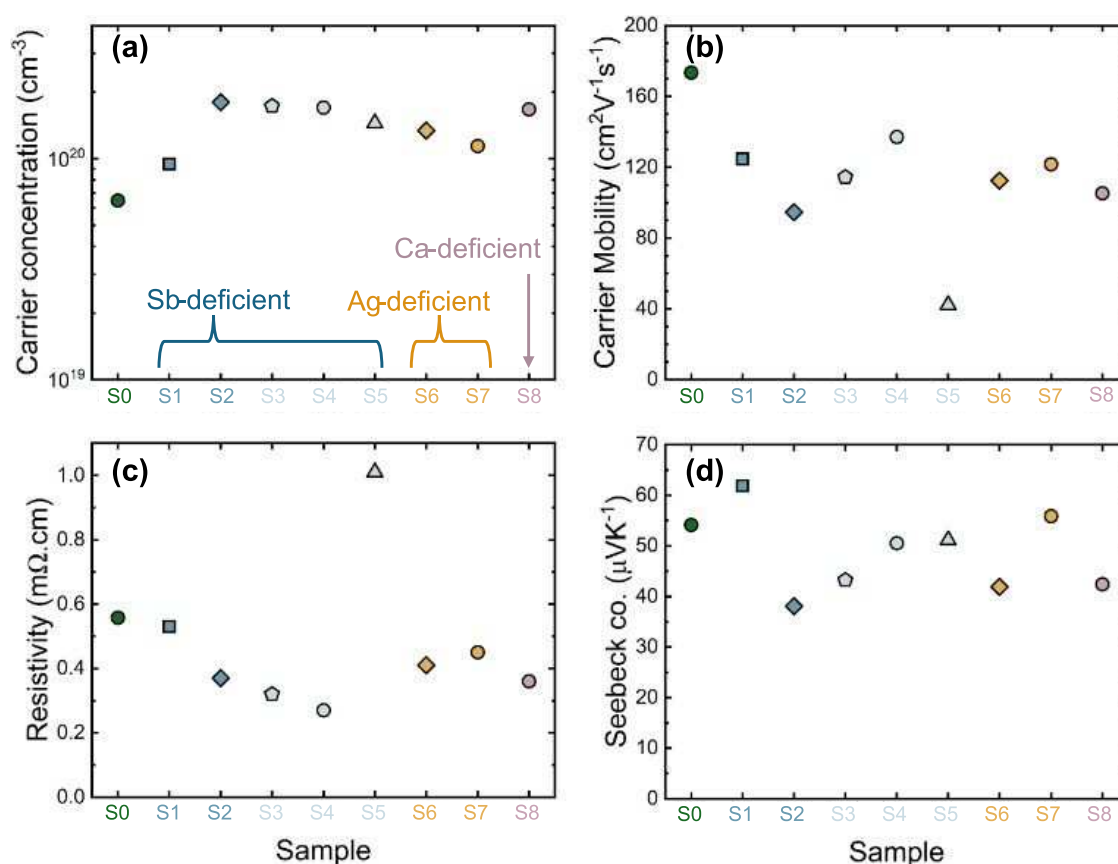 (a)
Carrier concentration (cm⁻³)
10²⁰
10¹⁹
Ca-deficient
Sb-deficient
Ag-deficient
S0 S1 S2 S3 S4 S5 S6 S7 S8
(b)
Carrier Mobility (cm²V⁻¹s⁻¹)
200
160
120
80
40
0
S0 S1 S2 S3 S4 S5 S6 S7 S8
(c)
Resistivity (mΩ.cm)
1.0
0.8
0.6
0.4
0.2
0.0
S0 S1 S2 S3 S4 S5 S6 S7 S8
Sample
(d)
Seebeck co. (μVK⁻¹)
70
60
50
40
30
20
10
0
S0 S1 S2 S3 S4 S5 S6 S7 S8
Sample